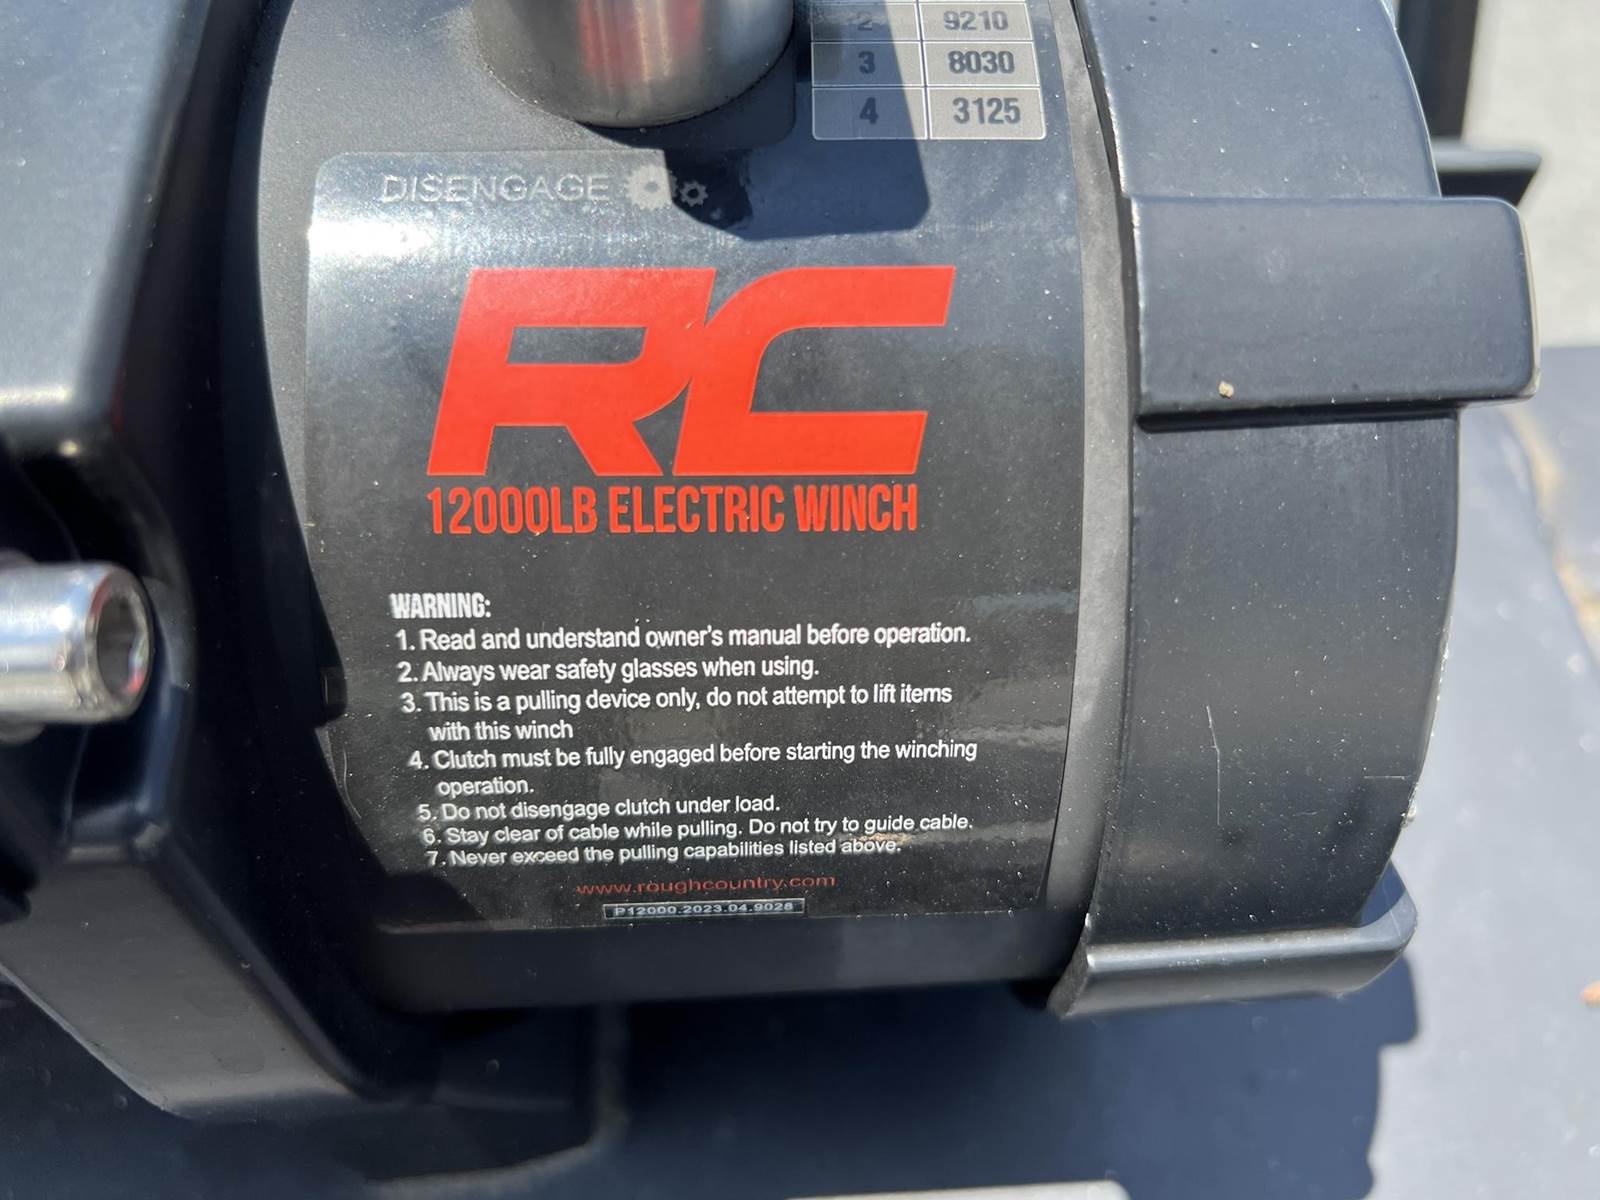 2 9210
3 8030
4 3125
DISENGAGE
RC
12000LB ELECTRIC WINCH
WARNING:
1. Read and understand owner's manual before operation.
2. Always wear safety glasses when using.
3. This is a pulling device only, do not attempt to lift items
with this winch
4. Clutch must be fully engaged before starting the winching
operation.
5. Do not disengage clutch under load.
6. Stay clear of cable while pulling. Do not try to guide cable.
7. Never exceed the pulling capabilities listed above.
www.roughcountry.com
P12000.2023.04.9028